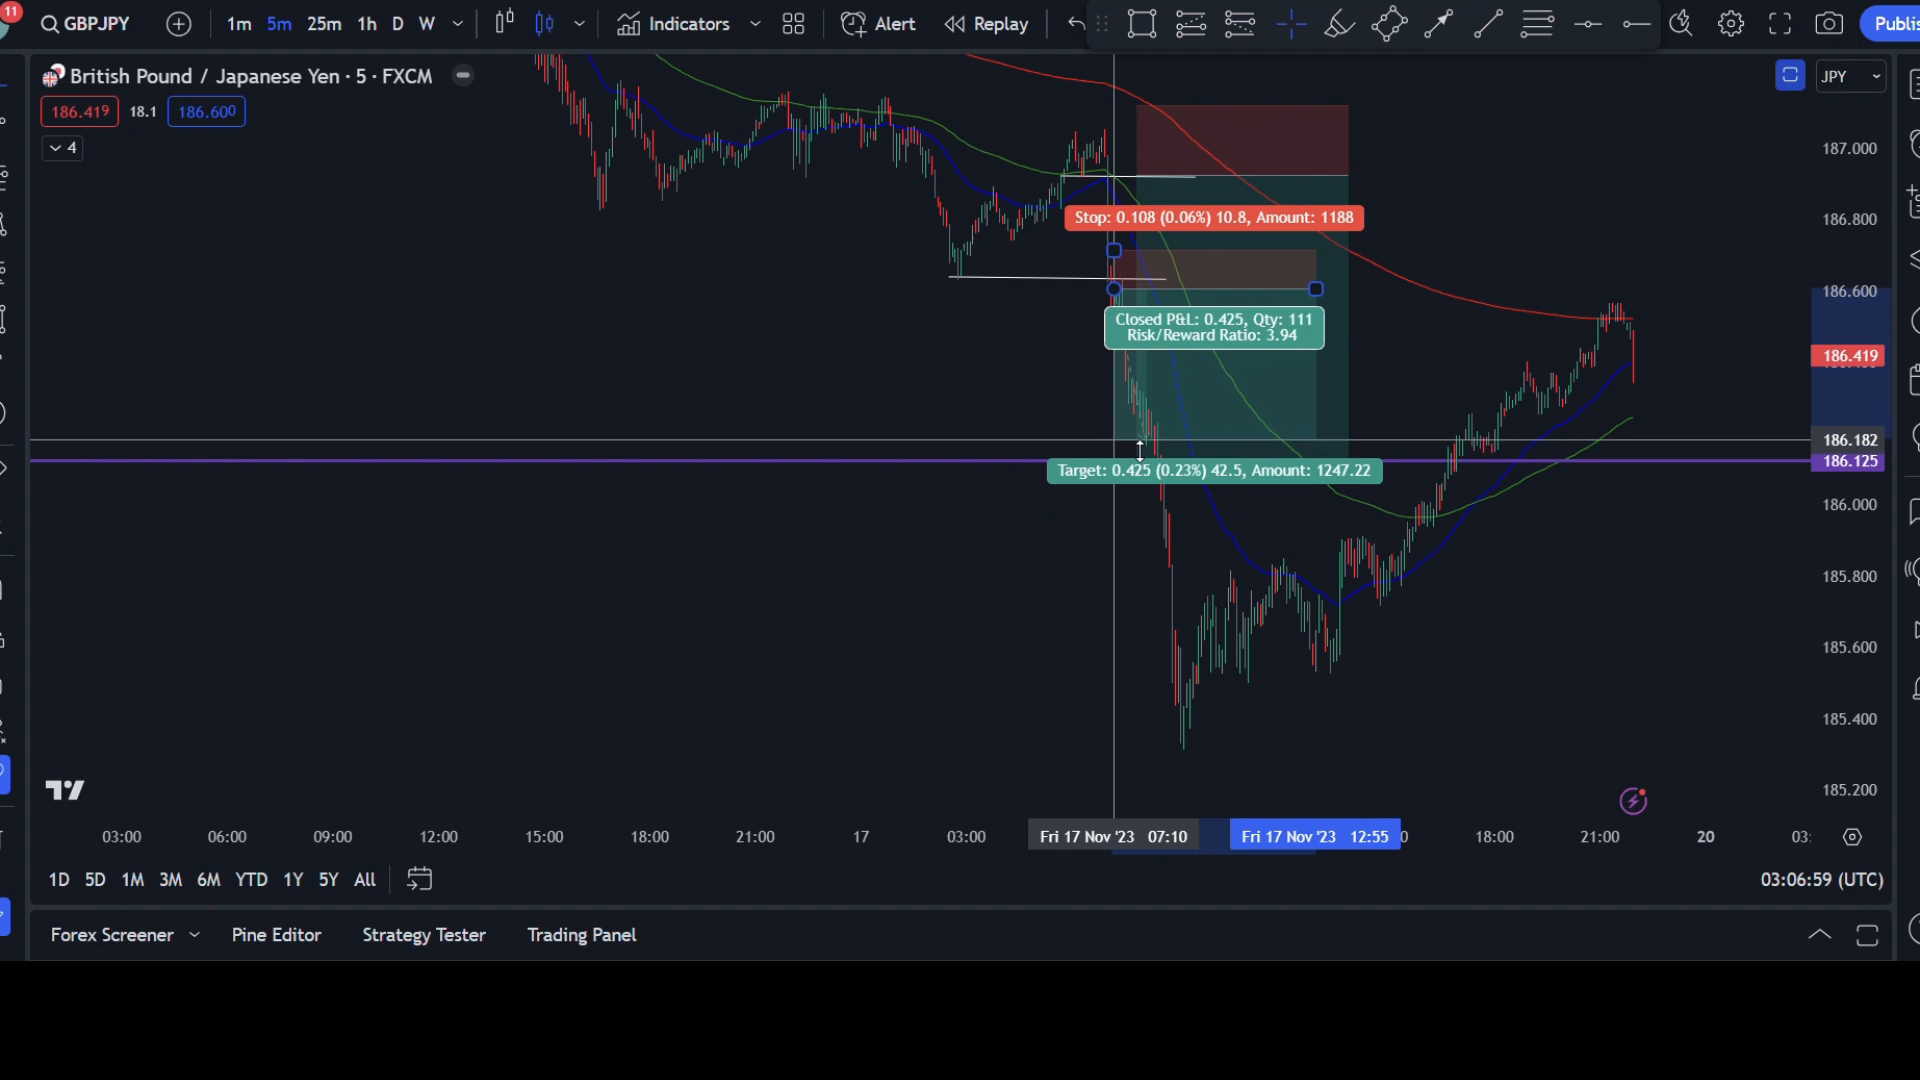 11
GBPJPY
1m 5m 25m 1h D W
Indicators
Alert
Replay
Publis
British Pound / Japanese Yen · 5 · FXCM
JPY
186.419 18.1 186.600
4
187.000
186.800
186.600
186.419
186.182
186.125
186.000
185.800
185.600
185.400
185.200
Stop: 0.108 (0.06%) 10.8, Amount: 1188
Closed P&L: 0.425, Qty: 111
Risk/Reward Ratio: 3.94
Target: 0.425 (0.23%) 42.5, Amount: 1247.22
03:00 06:00 09:00 12:00 15:00 18:00 21:00 17 03:00 Fri 17 Nov '23 07:10 Fri 17 Nov '23 12:55 0 18:00 21:00 20 03:
1D 5D 1M 3M 6M YTD 1Y 5Y All
03:06:59 (UTC)
Forex Screener Pine Editor Strategy Tester Trading Panel